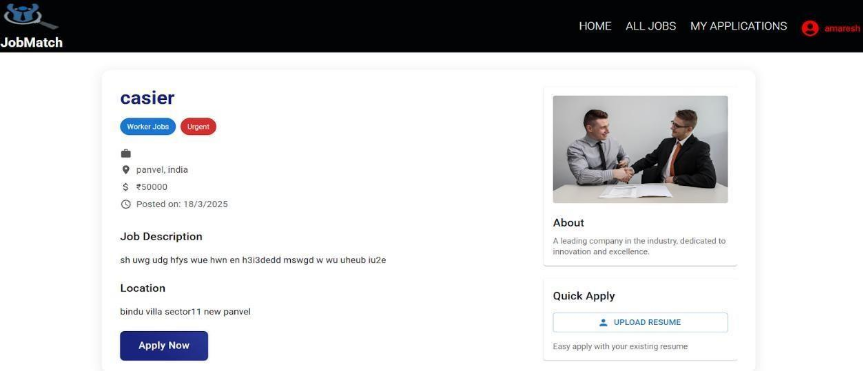 JobMatch
HOME ALL JOBS MY APPLICATIONS amaresh
casier
Worker Jobs Urgent
panvel, india
$ ₹50000
Posted on: 18/3/2025
Job Description
sh uwg udg hfys wue hwn en h3i3dedd mswgd w wu uheub iu2e
Location
bindu villa sector11 new panvel
Apply Now
About
A leading company in the industry, dedicated to
innovation and excellence.
Quick Apply
UPLOAD RESUME
Easy apply with your existing resume